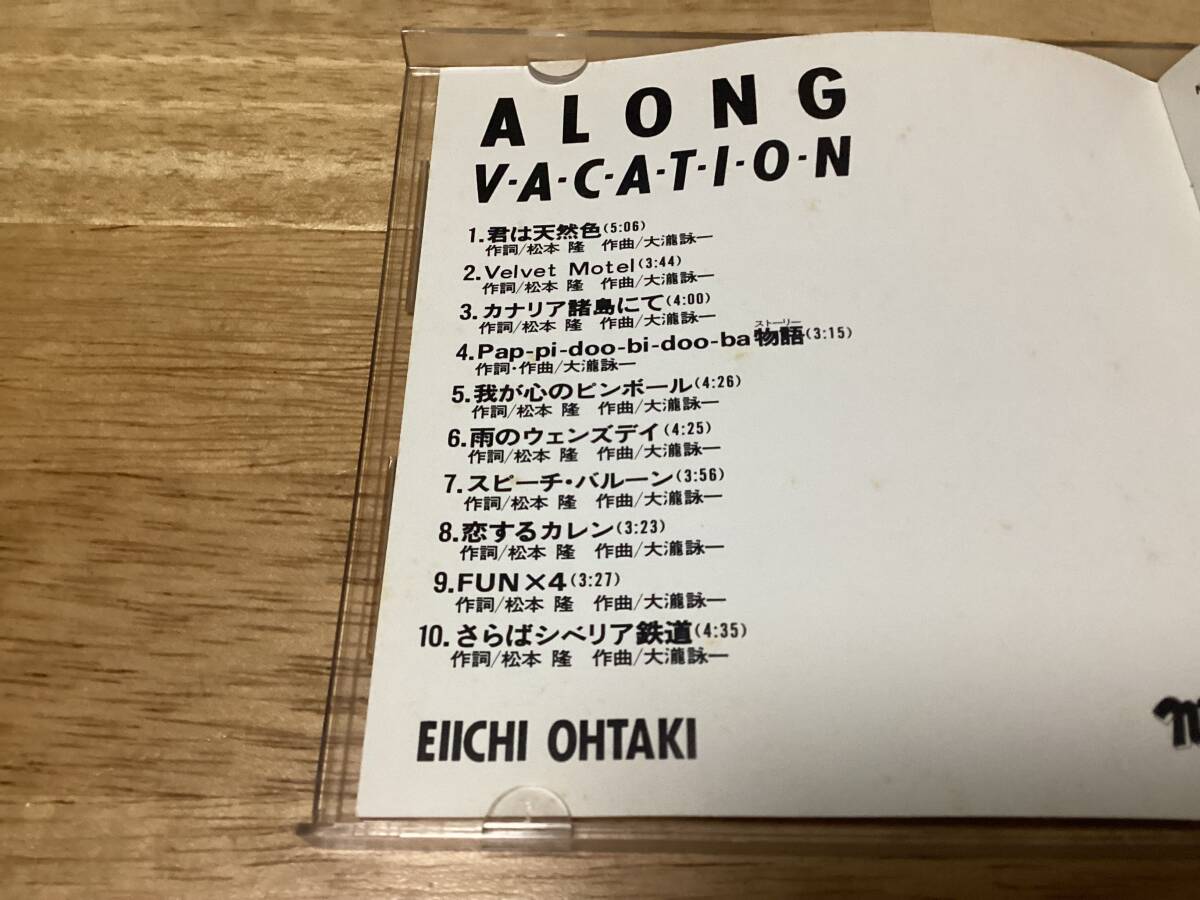 A LONG
V·A·C·A·T·I·O·N
1.君は天然色(5:06)
作詞/松本 隆 作曲/大瀧詠一
2.Velvet Motel(3:44)
作詞/松本 隆 作曲/大瀧詠一
3.カナリア諸島にて(4:00)
作詞/松本 隆 作曲/大瀧詠一
ストーリー
4.Pap-pi-doo-bi-doo-ba物語(3:15)
作詞・作曲/大瀧詠一
5.我が心のピンボール(4:26)
作詞/松本 隆 作曲/大瀧詠一
6.雨のウェンズデイ(4:25)
作詞/松本 隆 作曲/大瀧詠一
7.スピーチ・バルーン(3:56)
作詞/松本 隆 作曲/大瀧詠一
8.恋するカレン(3:23)
作詞/松本 隆 作曲/大瀧詠一
9.FUN×4(3:27)
作詞/松本 隆 作曲/大瀧詠一
10.さらばシベリア鉄道(4:35)
作詞/松本 隆 作曲/大瀧詠一
EIICHI OHTAKI